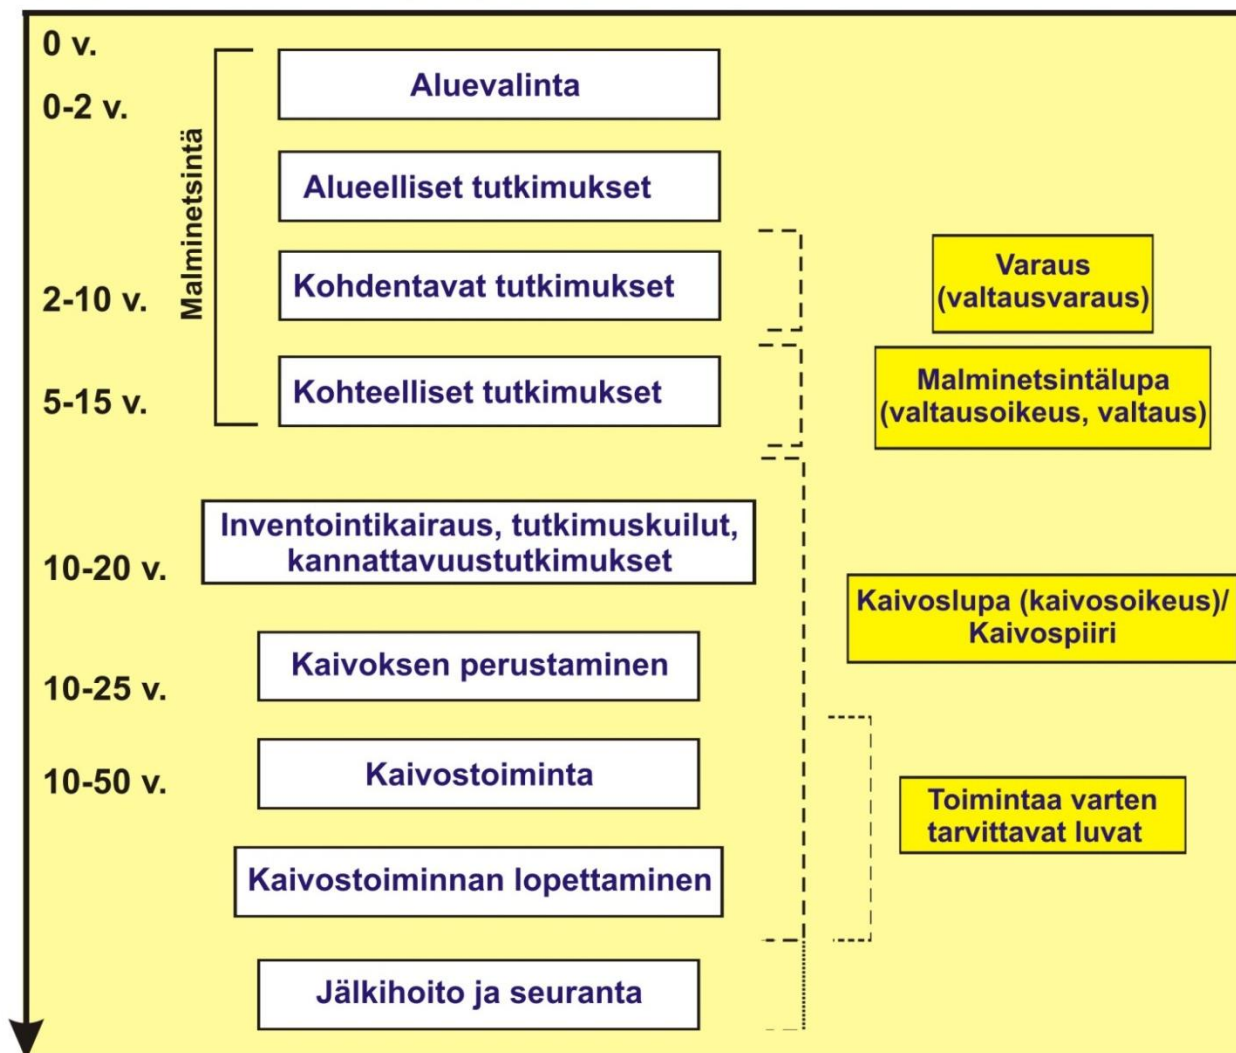 0 v.
0-2 v.
Malminetsintä
Aluevalinta
Alueelliset tutkimukset
2-10 v.
Kohdentavat tutkimukset
Varaus
(valtausvaraus)
5-15 v.
Kohteelliset tutkimukset
Malminetsintälupa
(valtausoikeus, valtaus)
10-20 v.
Inventointikairaus, tutkimuskuilut,
kannattavuustutkimukset
Kaivoslupa (kaivosoikeus)/
Kaivospiiri
10-25 v.
Kaivoksen perustaminen
10-50 v.
Kaivostoiminta
Toimintaa varten
tarvittavat luvat
Kaivostoiminnan lopettaminen
Jälkihoito ja seuranta